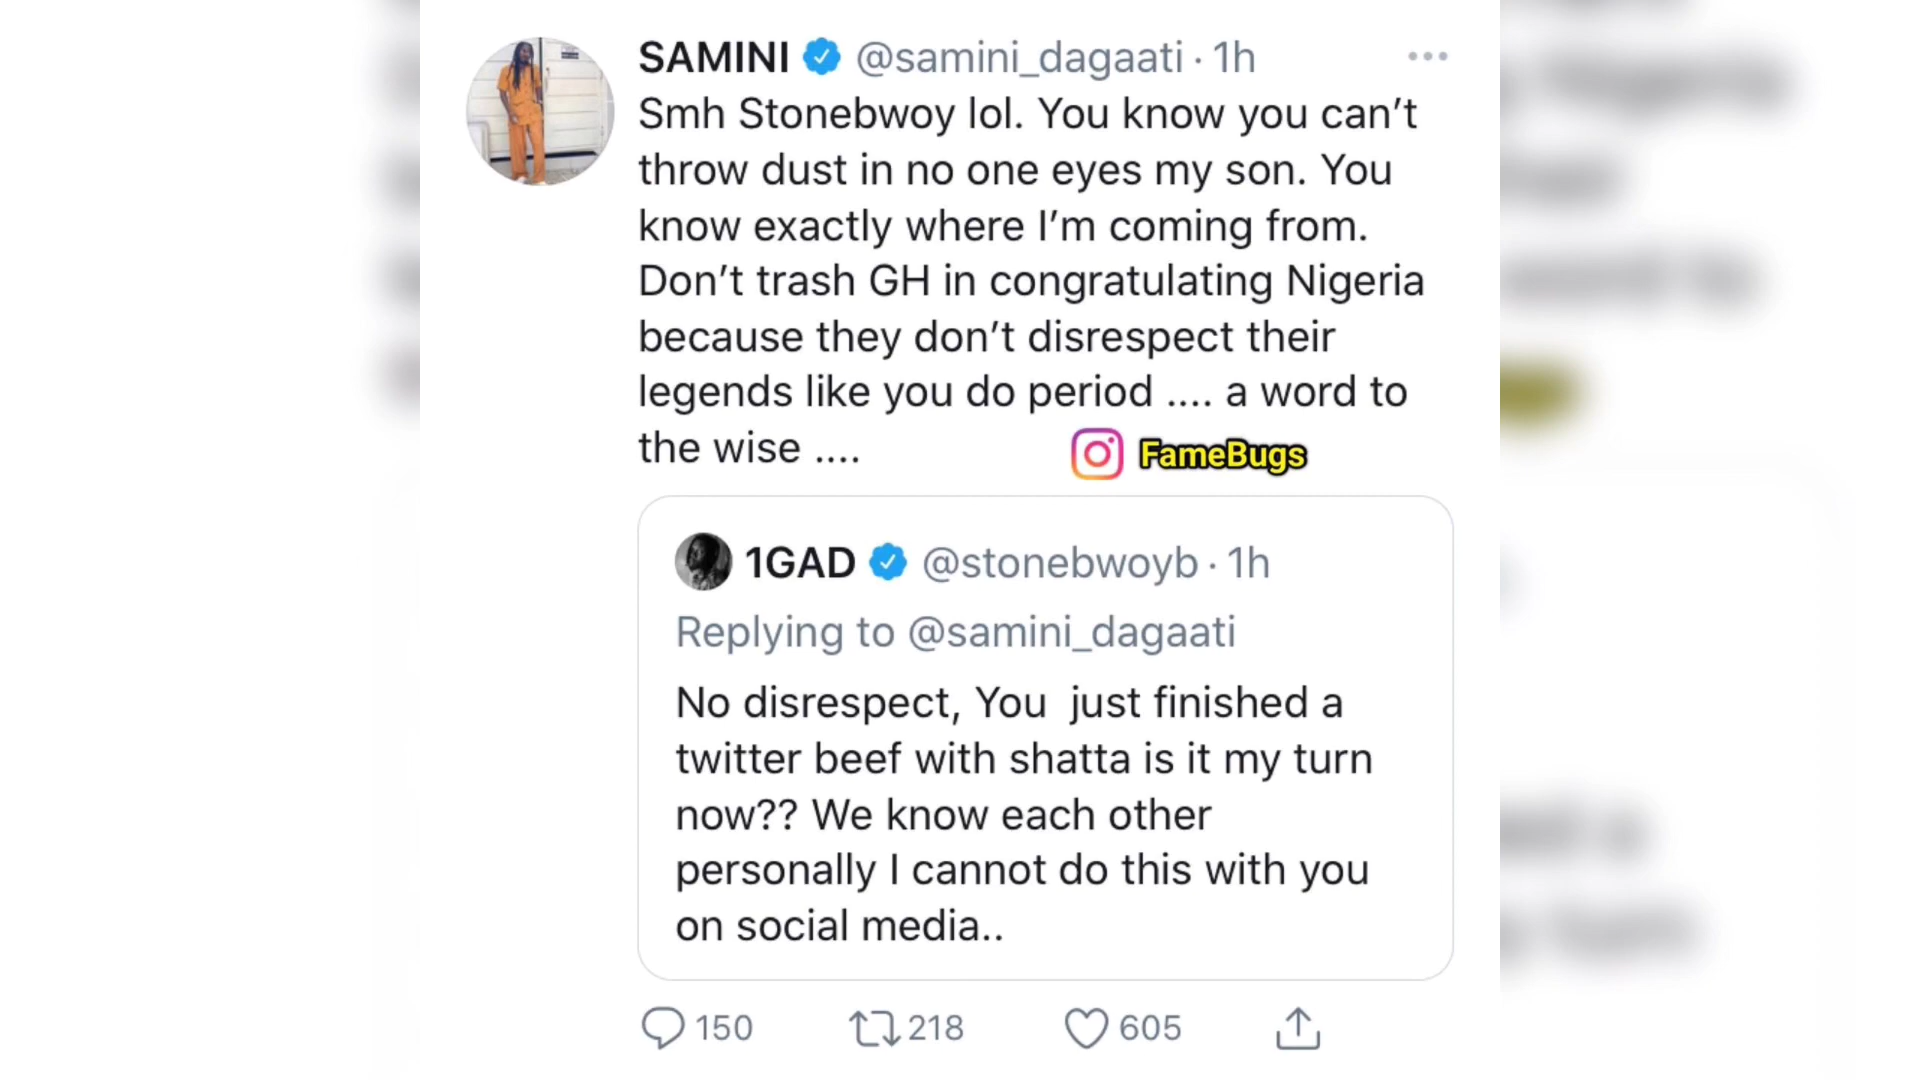 SAMINI @samini_dagaati · 1h
Smh Stonebwoy lol. You know you can’t
throw dust in no one eyes my son. You
know exactly where I’m coming from.
Don’t trash GH in congratulating Nigeria
because they don’t disrespect their
legends like you do period .... a word to
the wise ....
FameBugs
1GAD @stonebwoyb · 1h
Replying to @samini_dagaati
No disrespect, You  just finished a
twitter beef with shatta is it my turn
now?? We know each other
personally I cannot do this with you
on social media..
150 218 605